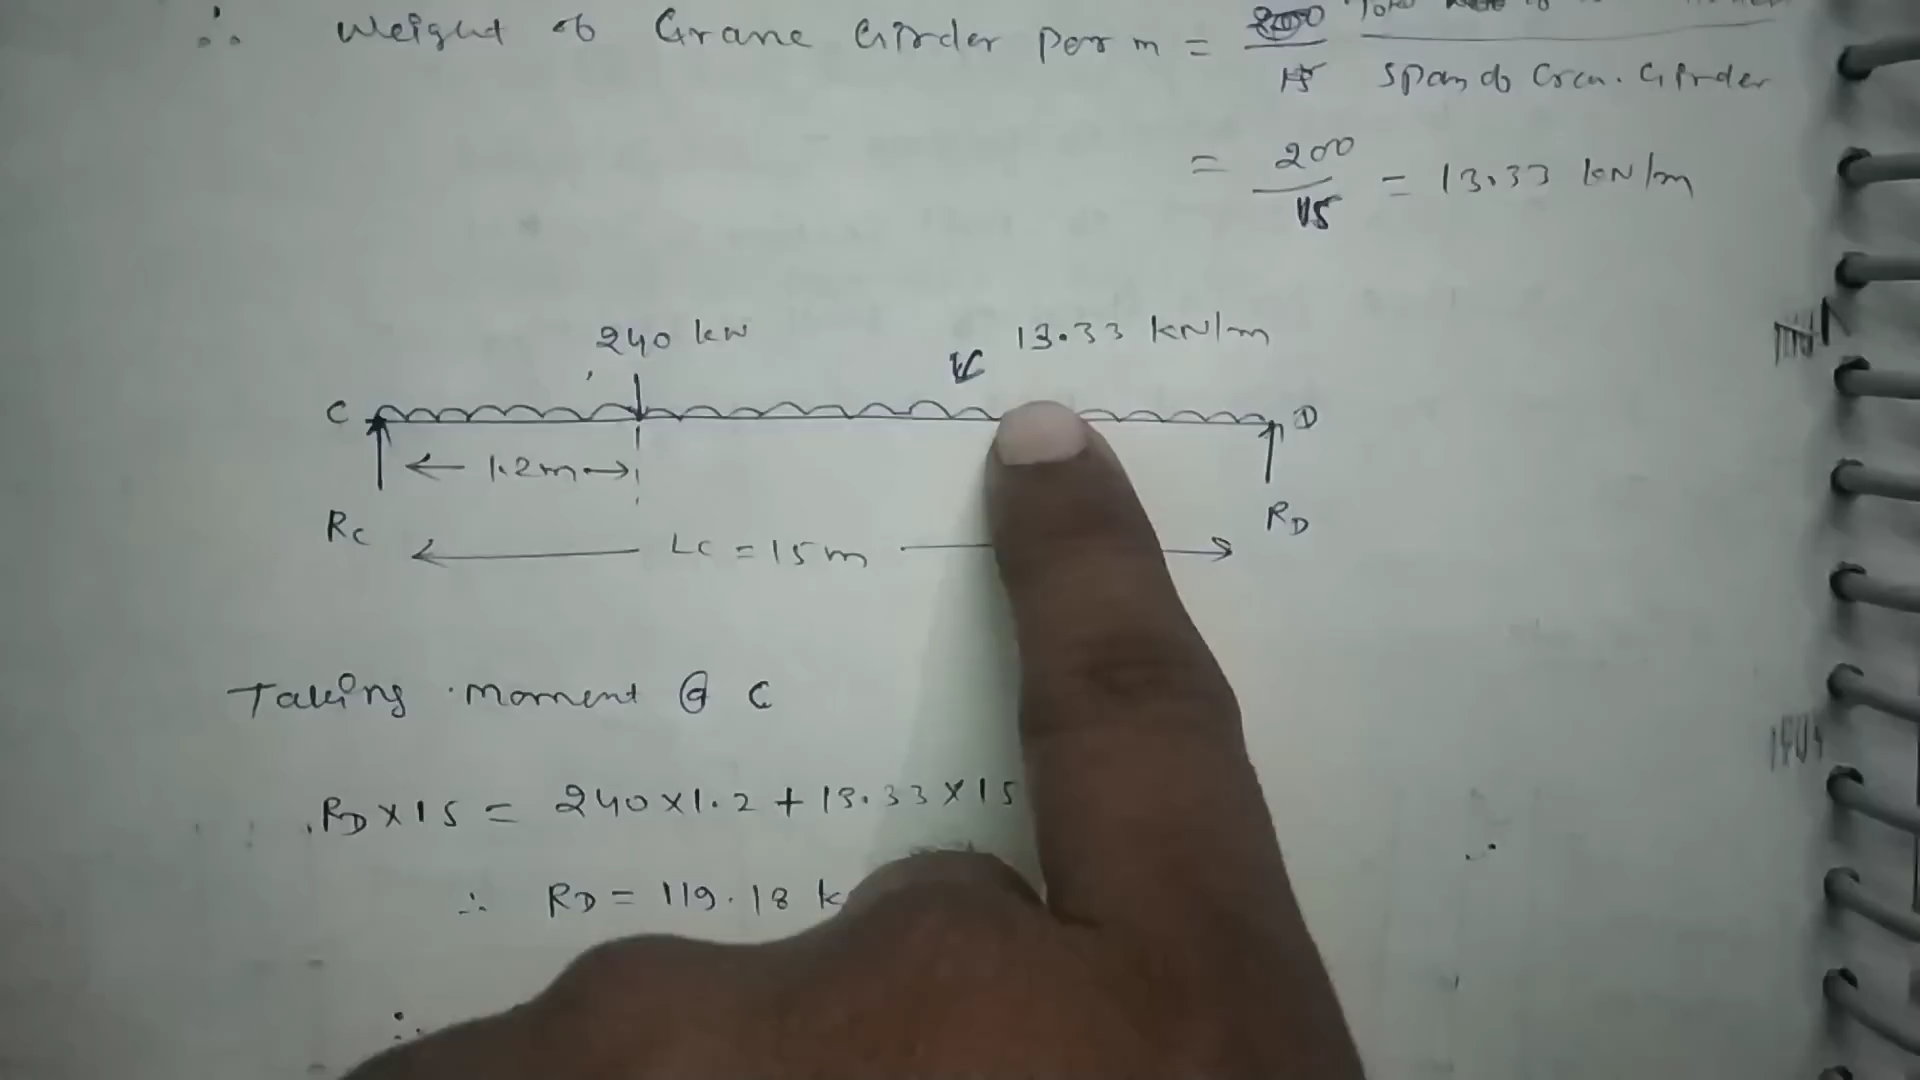 ∴ Weight of Crane Girder per m =
15 Span of Cran. Girder
= 200/15 = 13.33 kN/m
240 kN 13.33 kN/m
C D
1.2m
RC RD
LC = 15m
Taking moment @ C
RD × 15 = 240×1.2 + 13.33×15
∴ RD = 119.18 k
∴